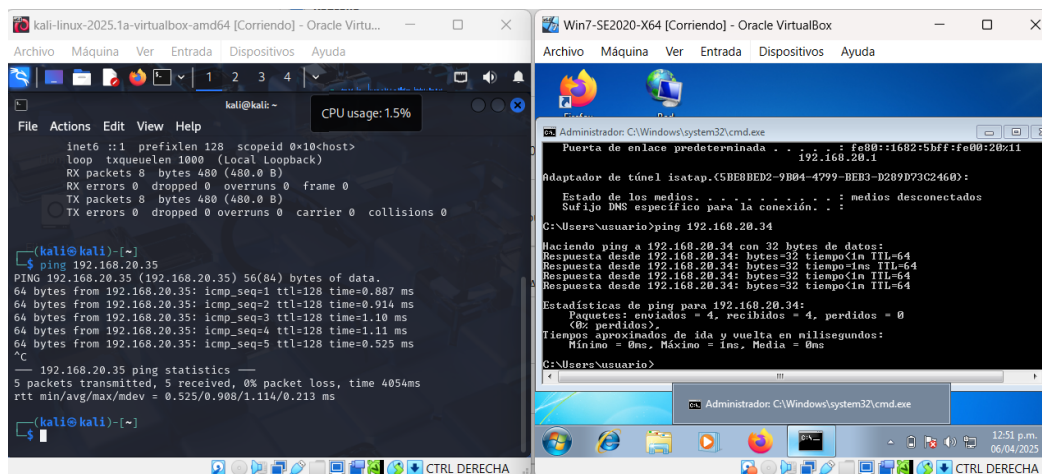 kali-linux-2025.1a-virtualbox-amd64 [Corriendo] - Oracle Virtu...
Archivo Máquina Ver Entrada Dispositivos Ayuda
1 2 3 4
kali@kali: ~
CPU usage: 1.5%
File Actions Edit View Help
inet6 ::1 prefixlen 128 scopeid 0×10<host>
loop txqueuelen 1000 (Local Loopback)
RX packets 8 bytes 480 (480.0 B)
RX errors 0 dropped 0 overruns 0 frame 0
TX packets 8 bytes 480 (480.0 B)
TX errors 0 dropped 0 overruns 0 carrier 0 collisions 0
┌──(kali㉿kali)-[~]
└─$ ping 192.168.20.35
PING 192.168.20.35 (192.168.20.35) 56(84) bytes of data.
64 bytes from 192.168.20.35: icmp_seq=1 ttl=128 time=0.887 ms
64 bytes from 192.168.20.35: icmp_seq=2 ttl=128 time=0.914 ms
64 bytes from 192.168.20.35: icmp_seq=3 ttl=128 time=1.10 ms
64 bytes from 192.168.20.35: icmp_seq=4 ttl=128 time=1.11 ms
64 bytes from 192.168.20.35: icmp_seq=5 ttl=128 time=0.525 ms
^C
— 192.168.20.35 ping statistics —
5 packets transmitted, 5 received, 0% packet loss, time 4054ms
rtt min/avg/max/mdev = 0.525/0.908/1.114/0.213 ms
┌──(kali㉿kali)-[~]
└─$
CTRL DERECHA
Win7-SE2020-X64 [Corriendo] - Oracle VirtualBox
Archivo Máquina Ver Entrada Dispositivos Ayuda
Administrador: C:\Windows\system32\cmd.exe
Puerta de enlace predeterminada . . . . . : fe80::1682:5bff:fe00:20%11
192.168.20.1
Adaptador de túnel isatap.{5BE8BED2-9B04-4799-BEB3-D289D73C2460}:
Estado de los medios. . . . . . . . . . . : medios desconectados
Sufijo DNS específico para la conexión. . :
C:\Users\usuario>ping 192.168.20.34
Haciendo ping a 192.168.20.34 con 32 bytes de datos:
Respuesta desde 192.168.20.34: bytes=32 tiempo<1m TTL=64
Respuesta desde 192.168.20.34: bytes=32 tiempo=1ms TTL=64
Respuesta desde 192.168.20.34: bytes=32 tiempo<1m TTL=64
Respuesta desde 192.168.20.34: bytes=32 tiempo<1m TTL=64
Estadísticas de ping para 192.168.20.34:
Paquetes: enviados = 4, recibidos = 4, perdidos = 0
(0% perdidos),
Tiempos aproximados de ida y vuelta en milisegundos:
Mínimo = 0ms, Máximo = 1ms, Media = 0ms
C:\Users\usuario>
Administrador: C:\Windows\system32\cmd.exe
12:51 p.m.
06/04/2025
CTRL DERECHA